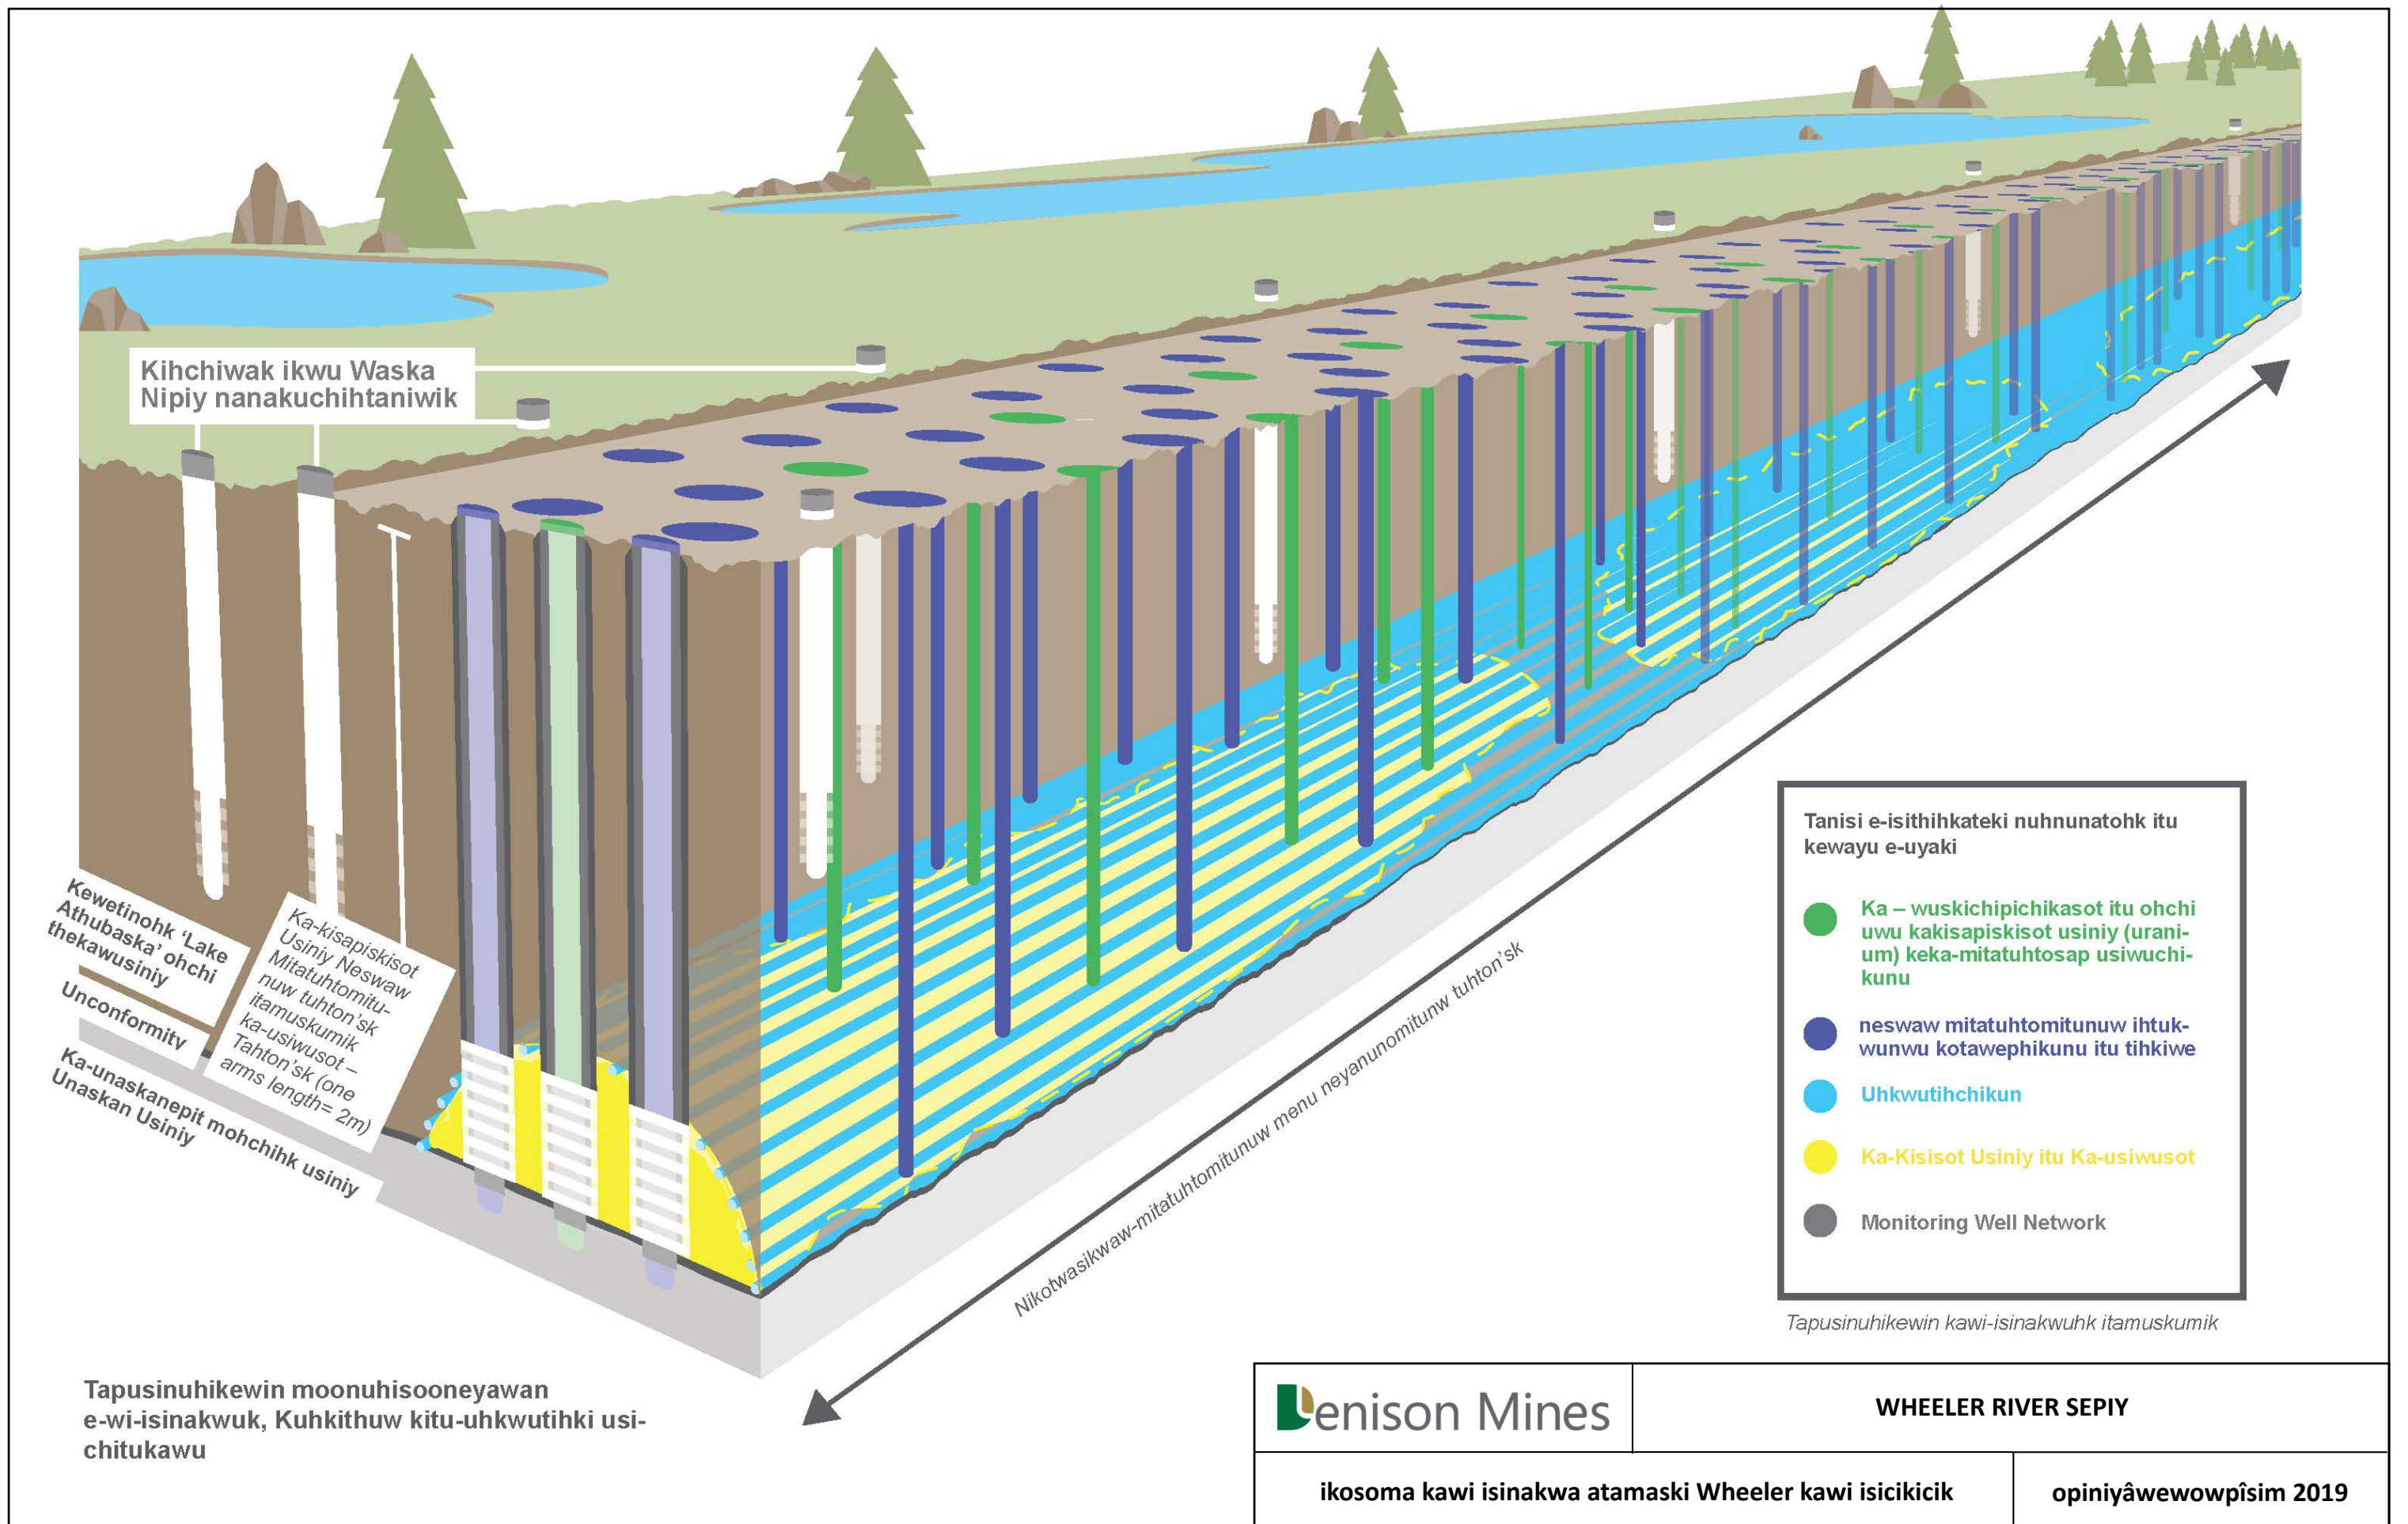 Kihchiwak ikwu Waska
Nipiy nanakuchihtaniwik
Kewetinohk ‘Lake
Athubaska’ ohchi
thekawusiniy
Unconformity
Ka-unaskanepit mohchihk usiniy
Unaskan Usiniy
Ka-kisapiskisot
Usiniy Neswaw
Mitatuhtomitu-
nuw tuhton’sk
itamuskumik
ka-usiwusot –
Tahton’sk (one
arms length= 2m)
Nikotwasikwaw-mitatuhtomitunuw menu neyanunomitunw tuhton’sk
Tanisi e-isithihkateki nuhnunatohk itu
kewayu e-uyaki
Ka – wuskichipichikasot itu ohchi
uwu kakisapiskisot usiniy (urani-
um) keka-mitatuhtosap usiwuchi-
kunu
neswaw mitatuhtomitunuw ihtuk-
wunwu kotawephikunu itu tihkiwe
Uhkwutihchikun
Ka-Kisisot Usiniy itu Ka-usiwusot
Monitoring Well Network
Tapusinuhikewin kawi-isinakwuhk itamuskumik
Tapusinuhikewin moonuhisooneyawan
e-wi-isinakwuk, Kuhkithuw kitu-uhkwutihki usi-
chitukawu
Denison Mines
WHEELER RIVER SEPIY
ikosoma kawi isinakwa atamaski Wheeler kawi isicikicik
opiniyâwewowpîsim 2019